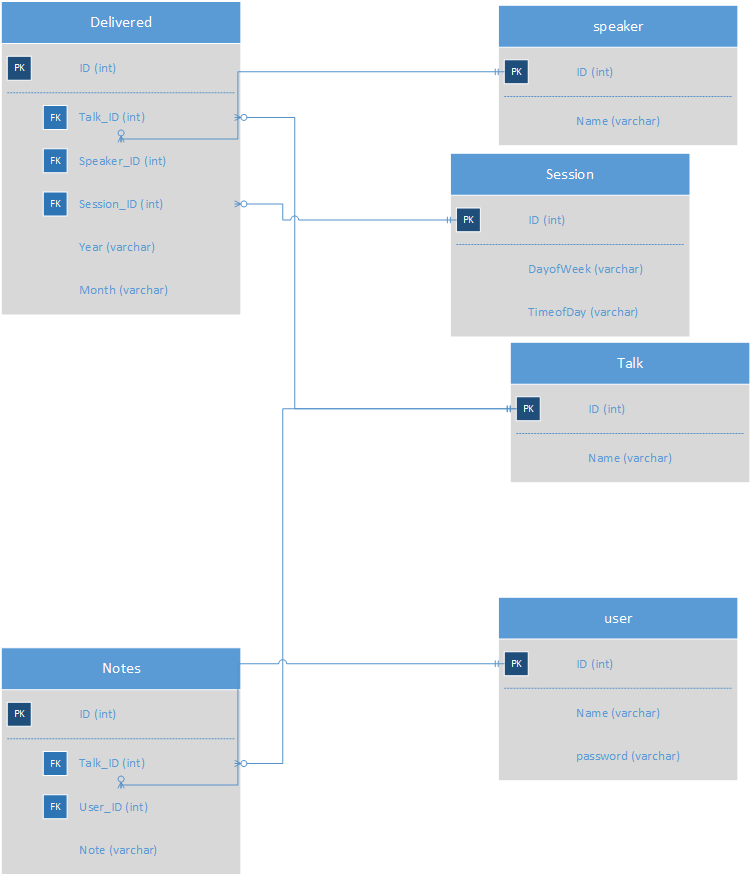 Delivered
PK ID (int)
FK Talk_ID (int)
FK Speaker_ID (int)
FK Session_ID (int)
Year (varchar)
Month (varchar)
speaker
PK ID (int)
Name (varchar)
Session
PK ID (int)
DayofWeek (varchar)
TimeofDay (varchar)
Talk
PK ID (int)
Name (varchar)
user
PK ID (int)
Name (varchar)
password (varchar)
Notes
PK ID (int)
FK Talk_ID (int)
FK User_ID (int)
Note (varchar)